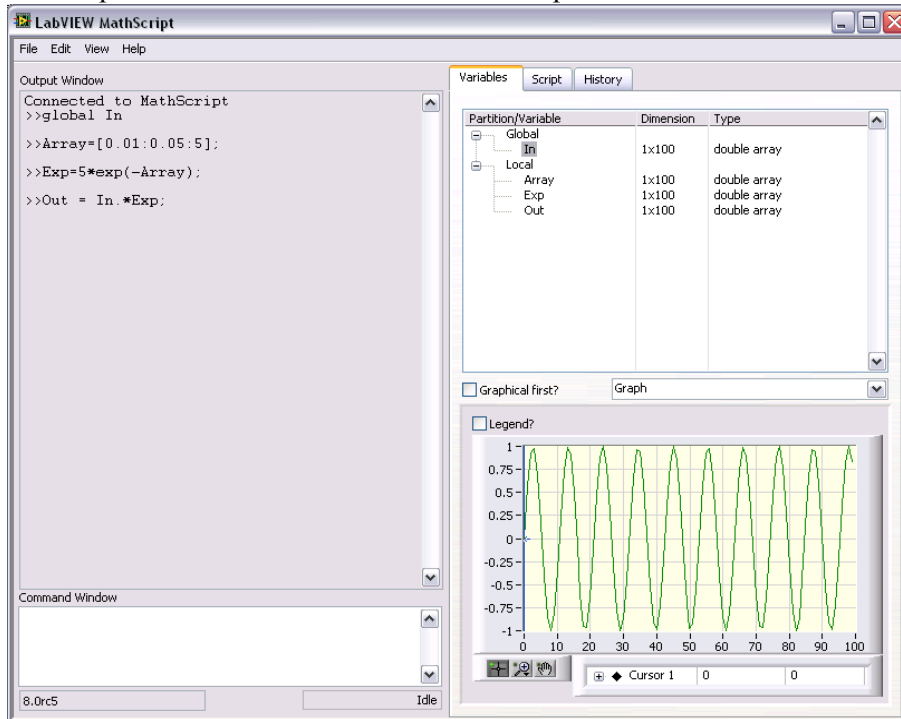 LabVIEW MathScript
File Edit View Help
Output Window
Connected to MathScript
>>global In
>>Array=[0.01:0.05:5];
>>Exp=5*exp(-Array);
>>Out = In.*Exp;
Command Window
8.0rc5 Idle
Variables Script History
Partition/Variable Dimension Type
Global
In 1x100 double array
Local
Array 1x100 double array
Exp 1x100 double array
Out 1x100 double array
Graphical first? Graph
Legend?
1
0.75
0.5
0.25
0
-0.25
-0.5
-0.75
-1
0 10 20 30 40 50 60 70 80 90 100
Cursor 1 0 0